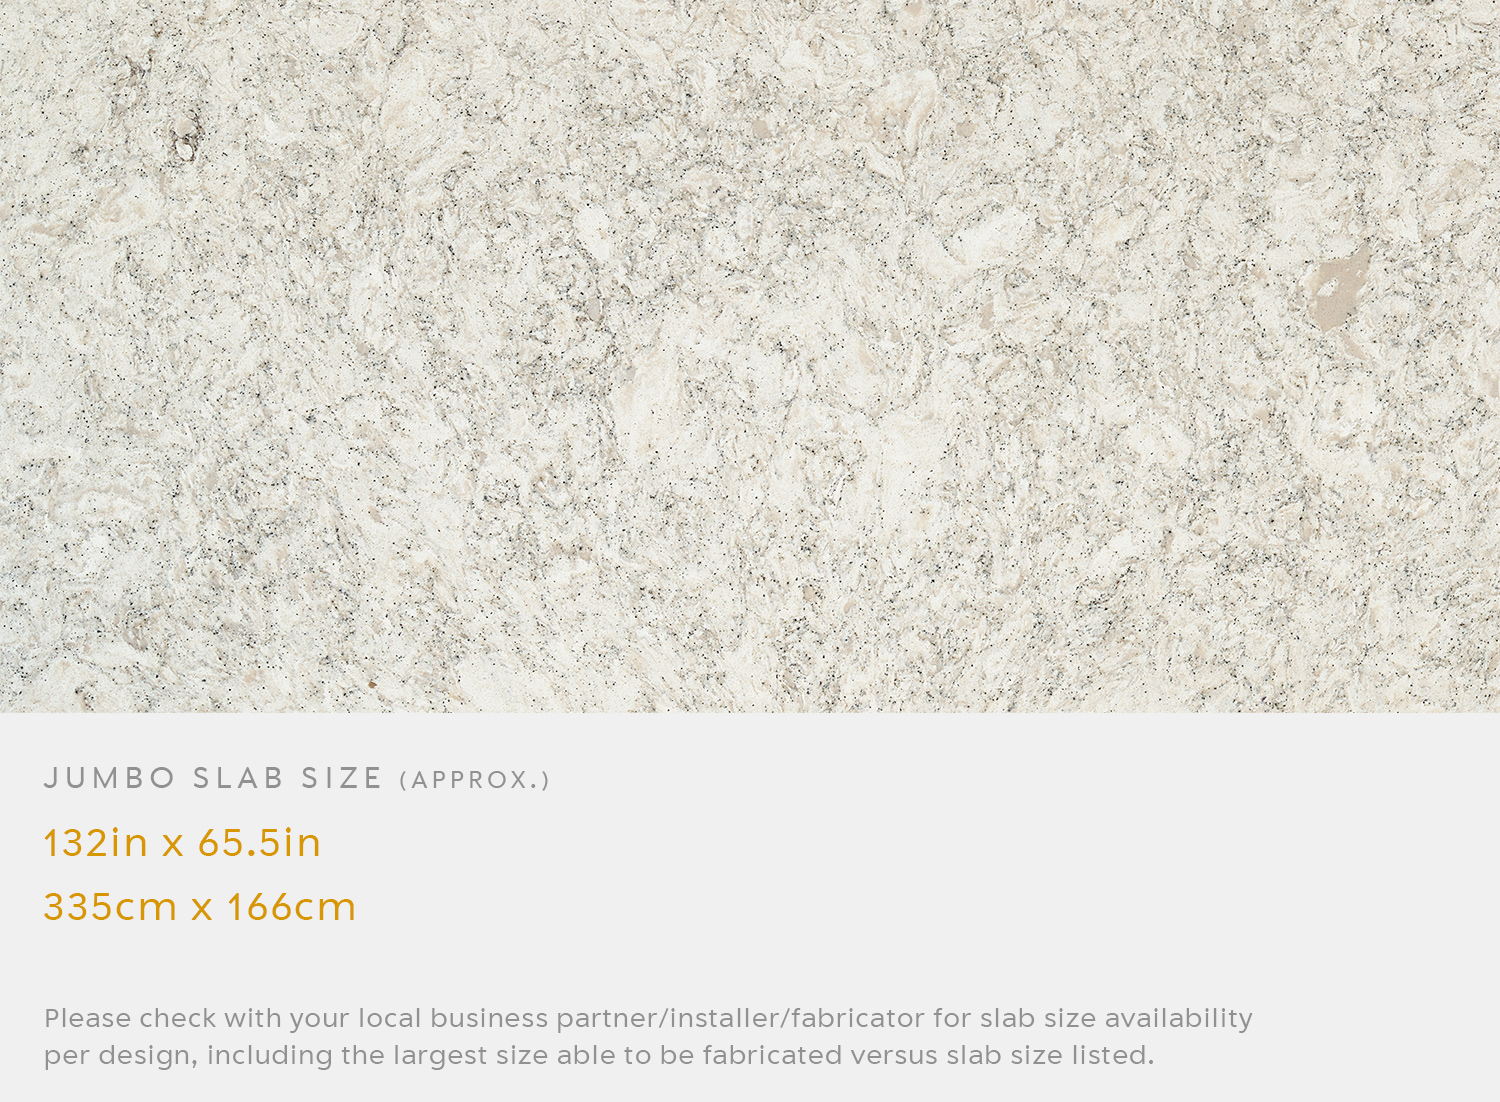 JUMBO SLAB SIZE (APPROX.)
132in x 65.5in
335cm x 166cm
Please check with your local business partner/installer/fabricator for slab size availability
per design, including the largest size able to be fabricated versus slab size listed.